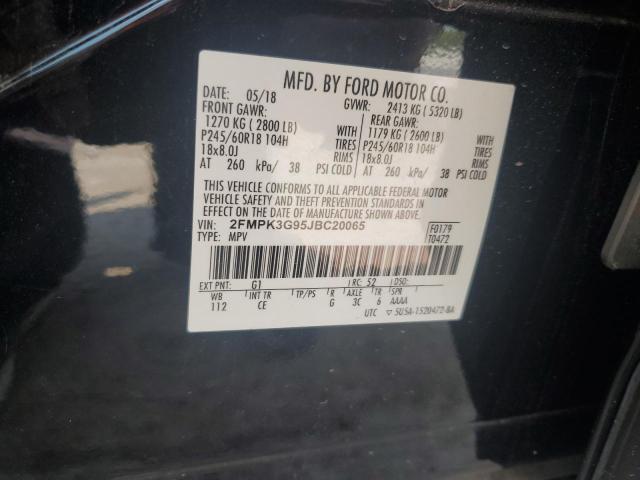 MFD. BY FORD MOTOR CO.
DATE: 05/18 GVWR: 2413 KG ( 5320 LB)
FRONT GAWR: REAR GAWR:
1270 KG ( 2800 LB) WITH 1179 KG ( 2600 LB) WITH
P245/60R18 104H TIRES P245/60R18 104H TIRES
18x8.0J RIMS 18x8.0J RIMS
AT 260 kPa/ 38 PSI COLD AT 260 kPa/ 38 PSI COLD
THIS VEHICLE CONFORMS TO ALL APPLICABLE FEDERAL MOTOR
VEHICLE SAFETY AND THEFT PREVENTION STANDARDS IN
EFFECT ON THE DATE OF MANUFACTURE SHOWN ABOVE.
VIN: 2FMPK3G95JBC20065 F0179
TYPE: MPV T0472
EXT PNT: G1 RC: 52 DSO:
WB INT TR TP/PS R AXLE TR SPR
112 CE G 3C 6 AAAA
UTC 5U5A-1520472-BA